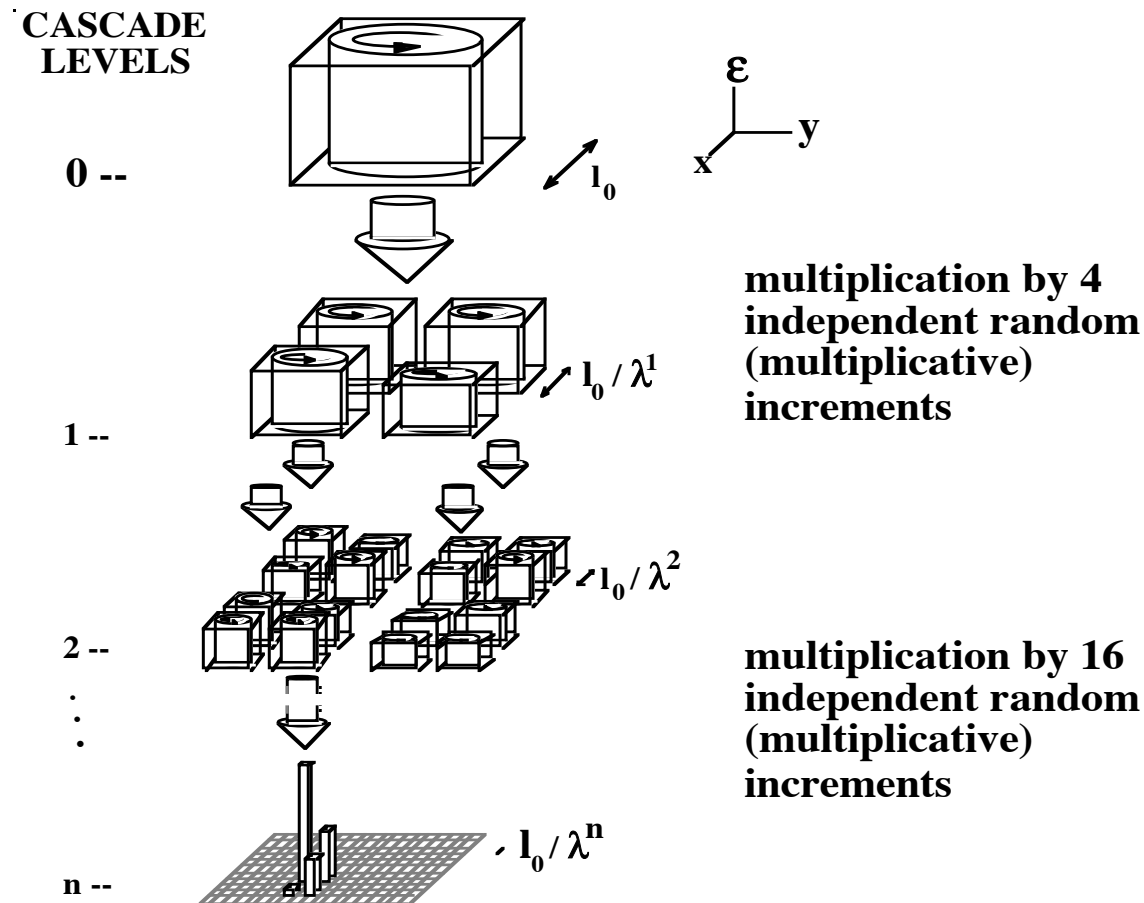 CASCADE
LEVELS
ε
y
x
0 --
l₀
multiplication by 4
independent random
(multiplicative)
increments
l₀ / λ¹
1 --
l₀ / λ²
2 --
.
.
.
multiplication by 16
independent random
(multiplicative)
increments
l₀ / λⁿ
n --